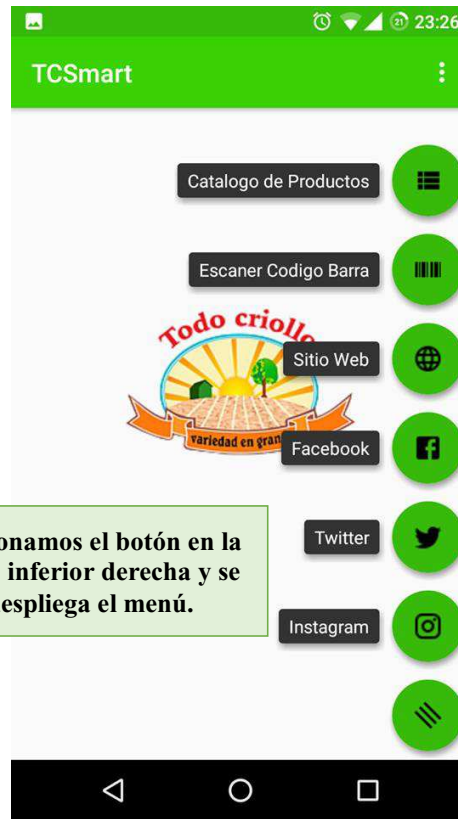 23:26
TCSmart
Catalogo de Productos
Escaner Codigo Barra
Todo criollo
Sitio Web
variedad en gran
Facebook
onamos el botón en la
inferior derecha y se
espliega el menú.
Twitter
Instagram